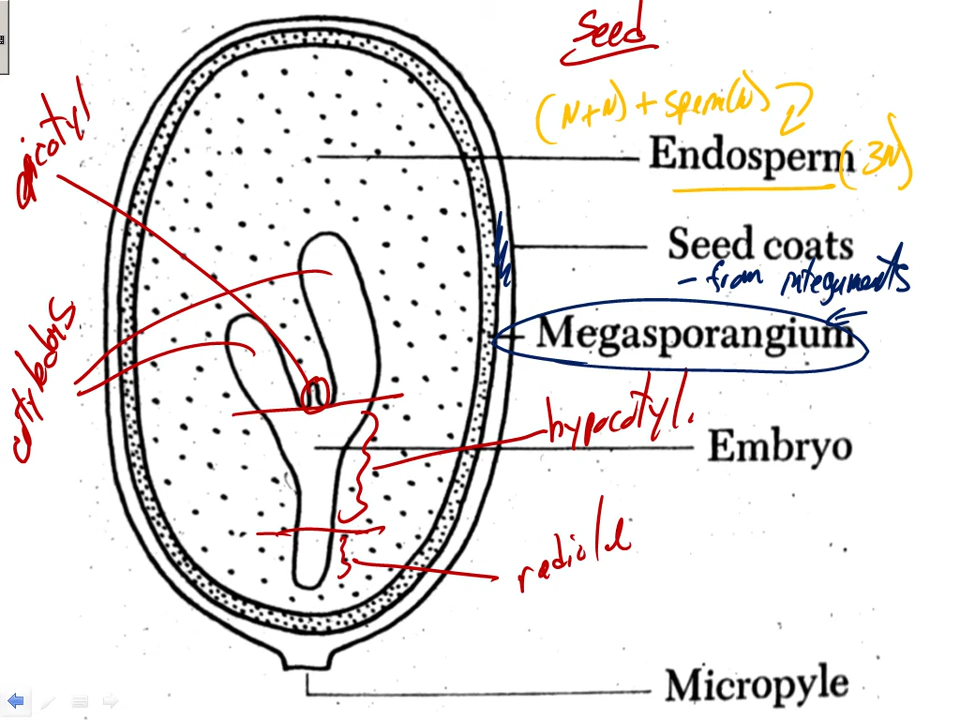 Seed
(N+N) + sperm(N)
epicotyl
Endosperm (3N)
Seed coats
- from integuments
Megasporangium
cotyledons
hypocotyl.
Embryo
radicle
Micropyle